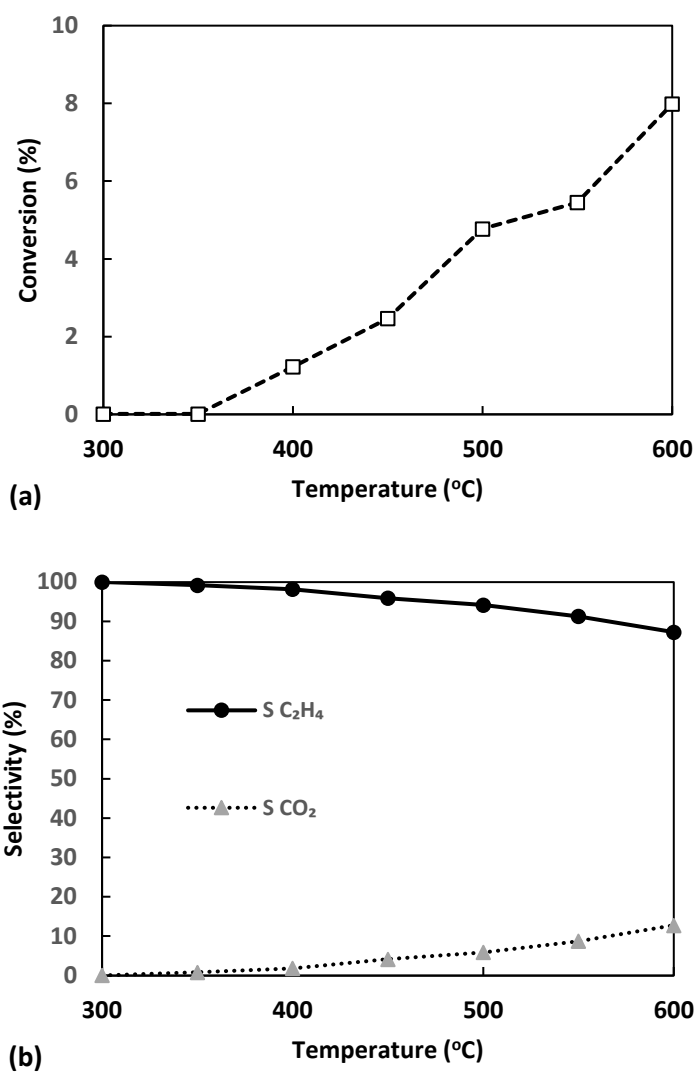 10
8
6
4
2
0
Conversion (%)
300 400 500 600
Temperature (ºC)
(a)
100
90
80
70
60
50
40
30
20
10
0
Selectivity (%)
S C₂H₄
S CO₂
300 400 500 600
Temperature (ºC)
(b)